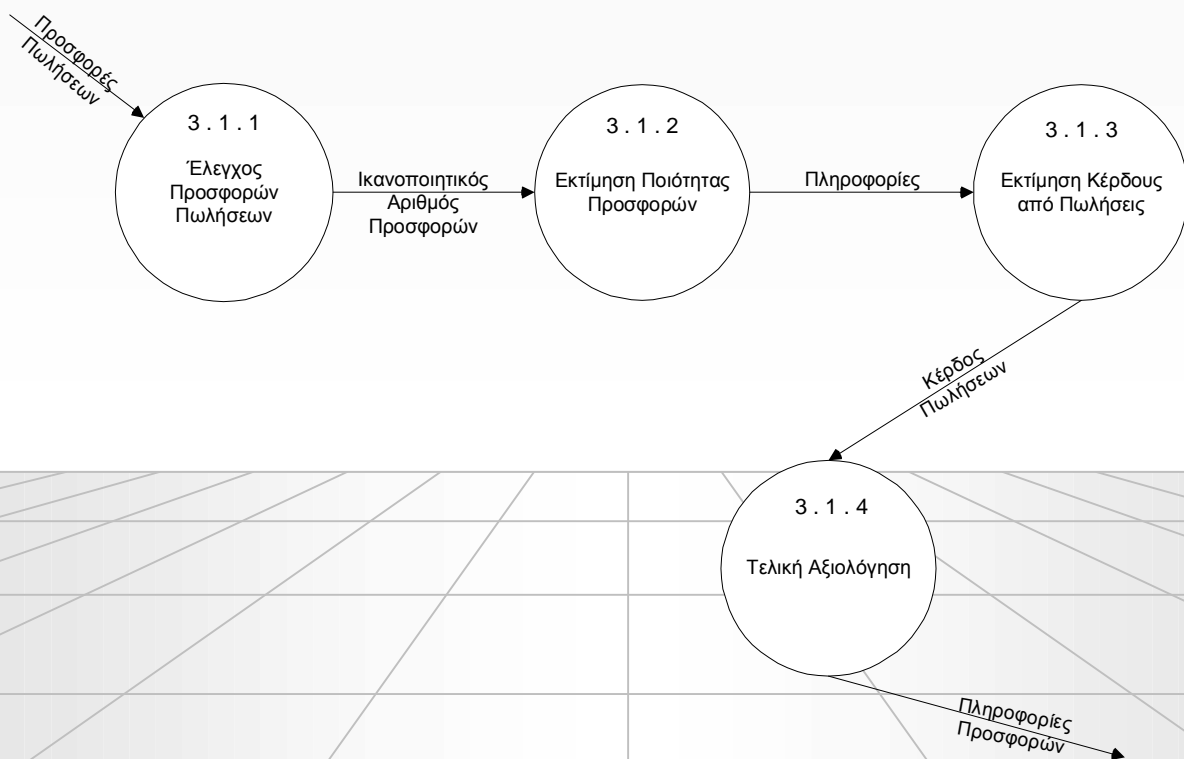 Προσφορές
Πωλήσεων
3 . 1 . 1
Έλεγχος
Προσφορών
Πωλήσεων
Ικανοποιητικός
Αριθμός
Προσφορών
3 . 1 . 2
Εκτίμηση Ποιότητας
Προσφορών
Πληροφορίες
3 . 1 . 3
Εκτίμηση Κέρδους
από Πωλήσεις
Κέρδος
Πωλήσεων
3 . 1 . 4
Τελική Αξιολόγηση
Πληροφορίες
Προσφορών